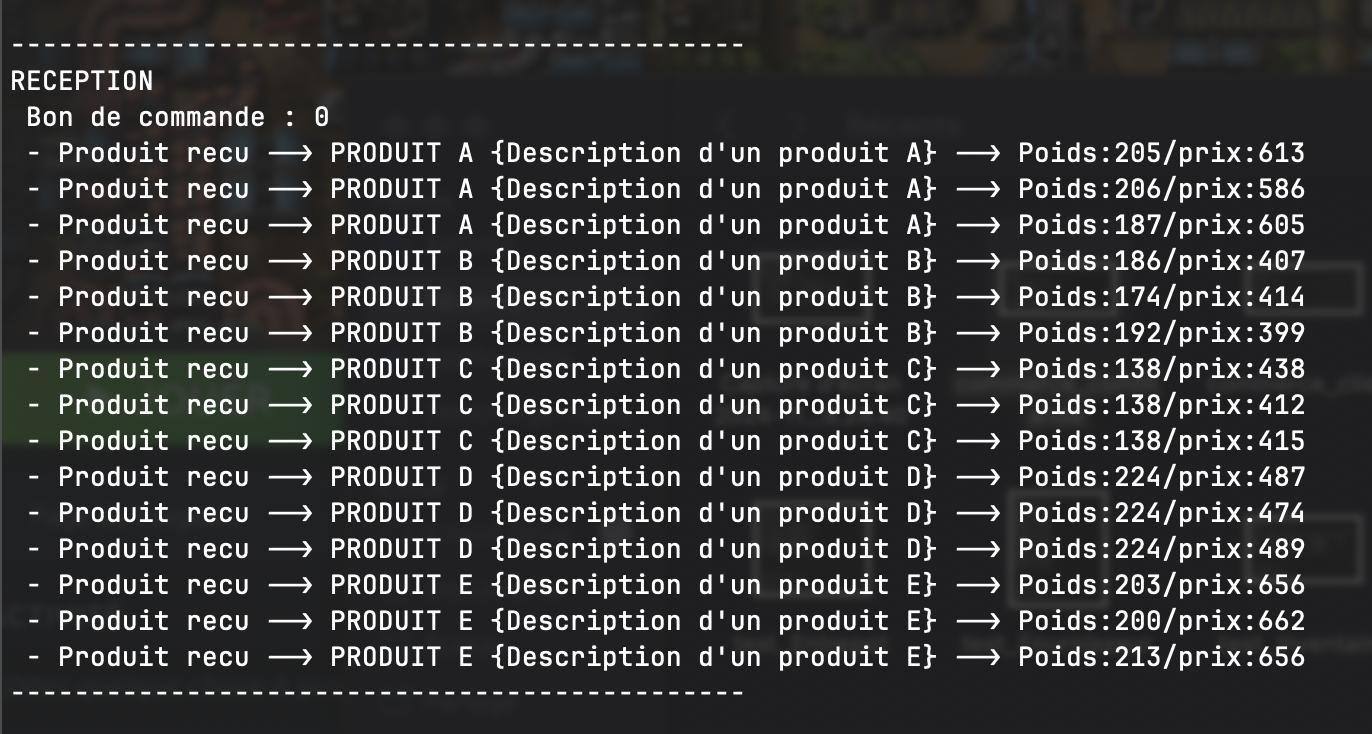 ----------------------------------------------
RECEPTION
Bon de commande : 0
- Produit recu ⟶ PRODUIT A {Description d'un produit A} ⟶ Poids:205/prix:613
- Produit recu ⟶ PRODUIT A {Description d'un produit A} ⟶ Poids:206/prix:586
- Produit recu ⟶ PRODUIT A {Description d'un produit A} ⟶ Poids:187/prix:605
- Produit recu ⟶ PRODUIT B {Description d'un produit B} ⟶ Poids:186/prix:407
- Produit recu ⟶ PRODUIT B {Description d'un produit B} ⟶ Poids:174/prix:414
- Produit recu ⟶ PRODUIT B {Description d'un produit B} ⟶ Poids:192/prix:399
- Produit recu ⟶ PRODUIT C {Description d'un produit C} ⟶ Poids:138/prix:438
- Produit recu ⟶ PRODUIT C {Description d'un produit C} ⟶ Poids:138/prix:412
- Produit recu ⟶ PRODUIT C {Description d'un produit C} ⟶ Poids:138/prix:415
- Produit recu ⟶ PRODUIT D {Description d'un produit D} ⟶ Poids:224/prix:487
- Produit recu ⟶ PRODUIT D {Description d'un produit D} ⟶ Poids:224/prix:474
- Produit recu ⟶ PRODUIT D {Description d'un produit D} ⟶ Poids:224/prix:489
- Produit recu ⟶ PRODUIT E {Description d'un produit E} ⟶ Poids:203/prix:656
- Produit recu ⟶ PRODUIT E {Description d'un produit E} ⟶ Poids:200/prix:662
- Produit recu ⟶ PRODUIT E {Description d'un produit E} ⟶ Poids:213/prix:656
----------------------------------------------